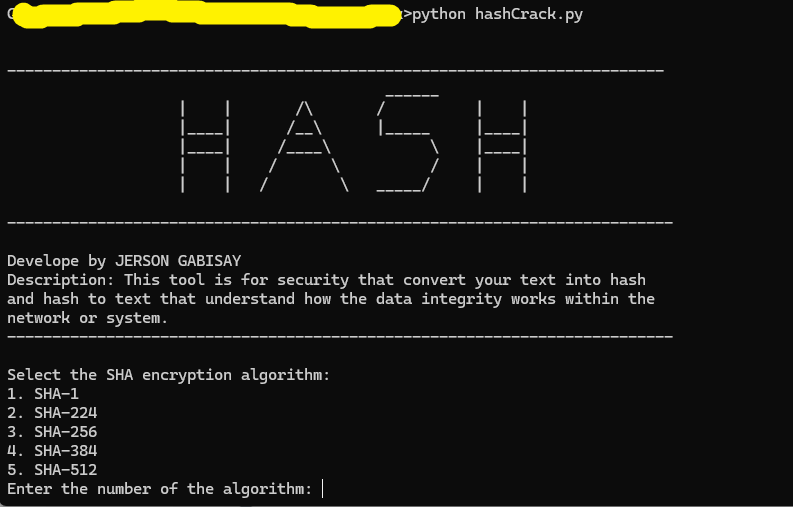 >python hashCrack.py
HASH
Develope by JERSON GABISAY
Description: This tool is for security that convert your text into hash
and hash to text that understand how the data integrity works within the
network or system.
Select the SHA encryption algorithm:
1. SHA-1
2. SHA-224
3. SHA-256
4. SHA-384
5. SHA-512
Enter the number of the algorithm: